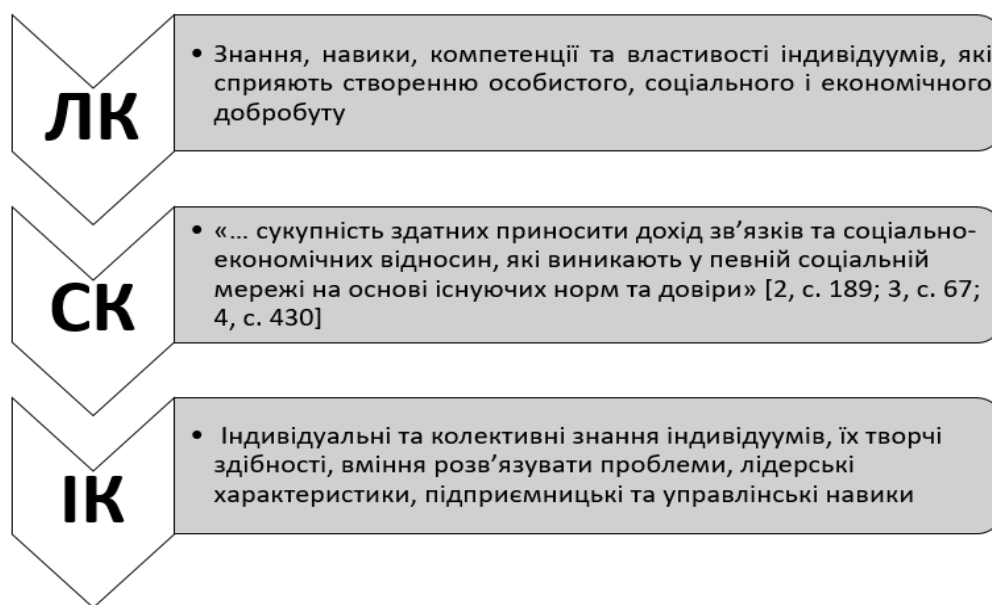 ЛК
• Знання, навики, компетенції та властивості індивідуумів, які
сприяють створенню особистого, соціального і економічного
добробуту
СК
• «... сукупність здатних приносити дохід зв’язків та соціально-
економічних відносин, які виникають у певній соціальній
мережі на основі існуючих норм та довіри» [2, с. 189; 3, с. 67;
4, с. 430]
ІК
• Індивідуальні та колективні знання індивідуумів, їх творчі
здібності, вміння розв’язувати проблеми, лідерські
характеристики, підприємницькі та управлінські навики